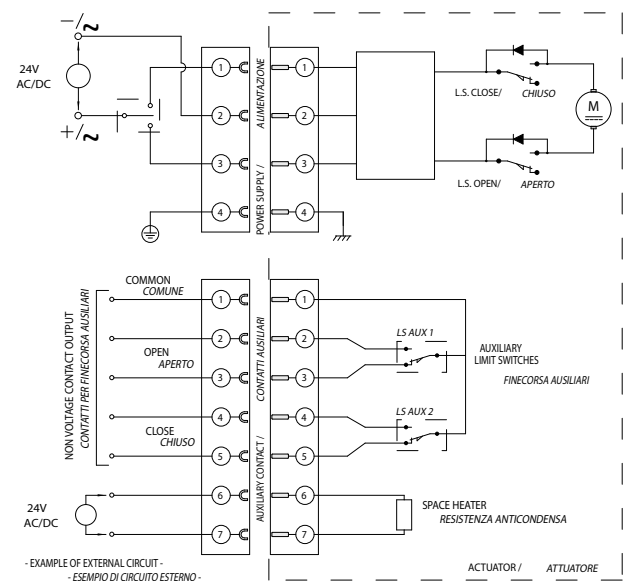 −/~
24V
AC/DC
+/~
1
2
3
4
POWER SUPPLY / ALIMENTAZIONE
1
2
3
4
L.S. CLOSE/ CHIUSO
M
L.S. OPEN/ APERTO
NON VOLTAGE CONTACT OUTPUT
CONTATTI PER FINECORSA AUSILIARI
COMMON
COMUNE
OPEN
APERTO
CLOSE
CHIUSO
24V
AC/DC
1
2
3
4
5
6
7
AUXILIARY CONTACT / CONTATTI AUSILIARI
1
2
3
4
5
6
7
LS AUX 1
LS AUX 2
AUXILIARY
LIMIT SWITCHES
FINECORSA AUSILIARI
SPACE HEATER
RESISTENZA ANTICONDENSA
- EXAMPLE OF EXTERNAL CIRCUIT -
- ESEMPIO DI CIRCUITO ESTERNO -
ACTUATOR / ATTUATORE